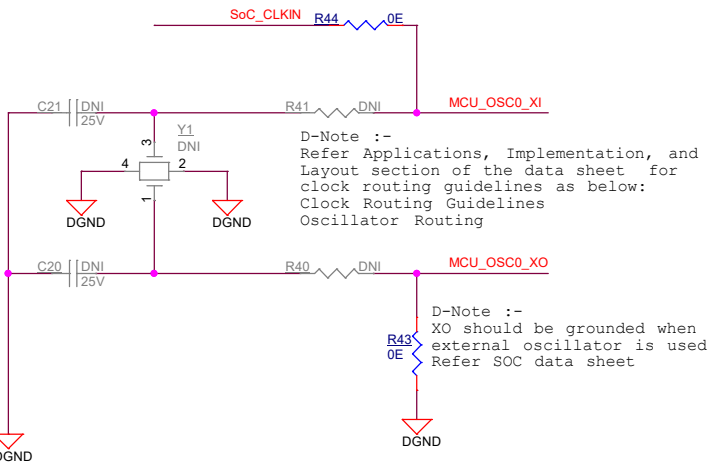 SoC_CLKIN R44 0E
C21 DNI R41 DNI MCU_OSC0_XI
25V
Y1
DNI
3
4 2
1
D-Note :-
Refer Applications, Implementation, and
Layout section of the data sheet for
clock routing guidelines as below:
Clock Routing Guidelines
Oscillator Routing
DGND DGND
C20 DNI R40 DNI MCU_OSC0_XO
25V
D-Note :-
XO should be grounded when
external oscillator is used
Refer SOC data sheet
R43
0E
DGND
DGND